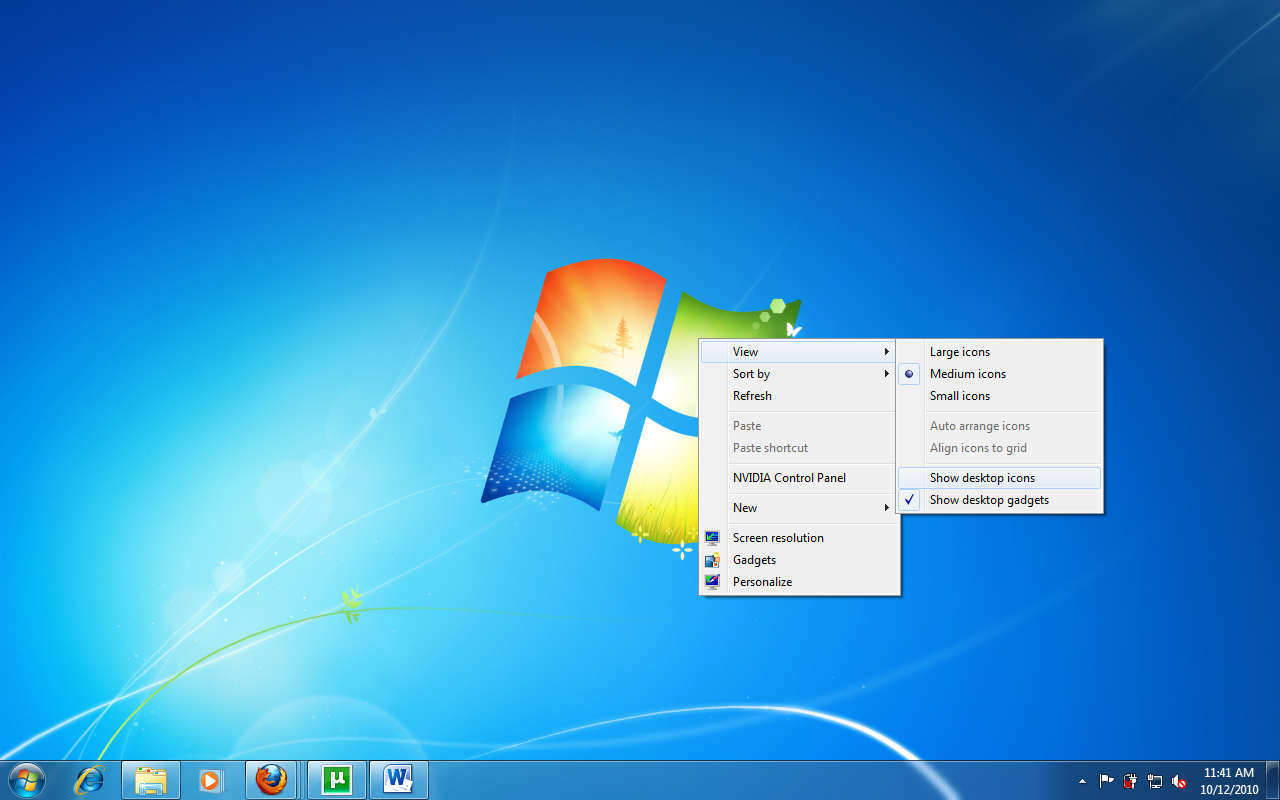 View
Sort by
Refresh
Paste
Paste shortcut
NVIDIA Control Panel
New
Screen resolution
Gadgets
Personalize
Large icons
Medium icons
Small icons
Auto arrange icons
Align icons to grid
Show desktop icons
Show desktop gadgets
µ
W
11:41 AM
10/12/2010